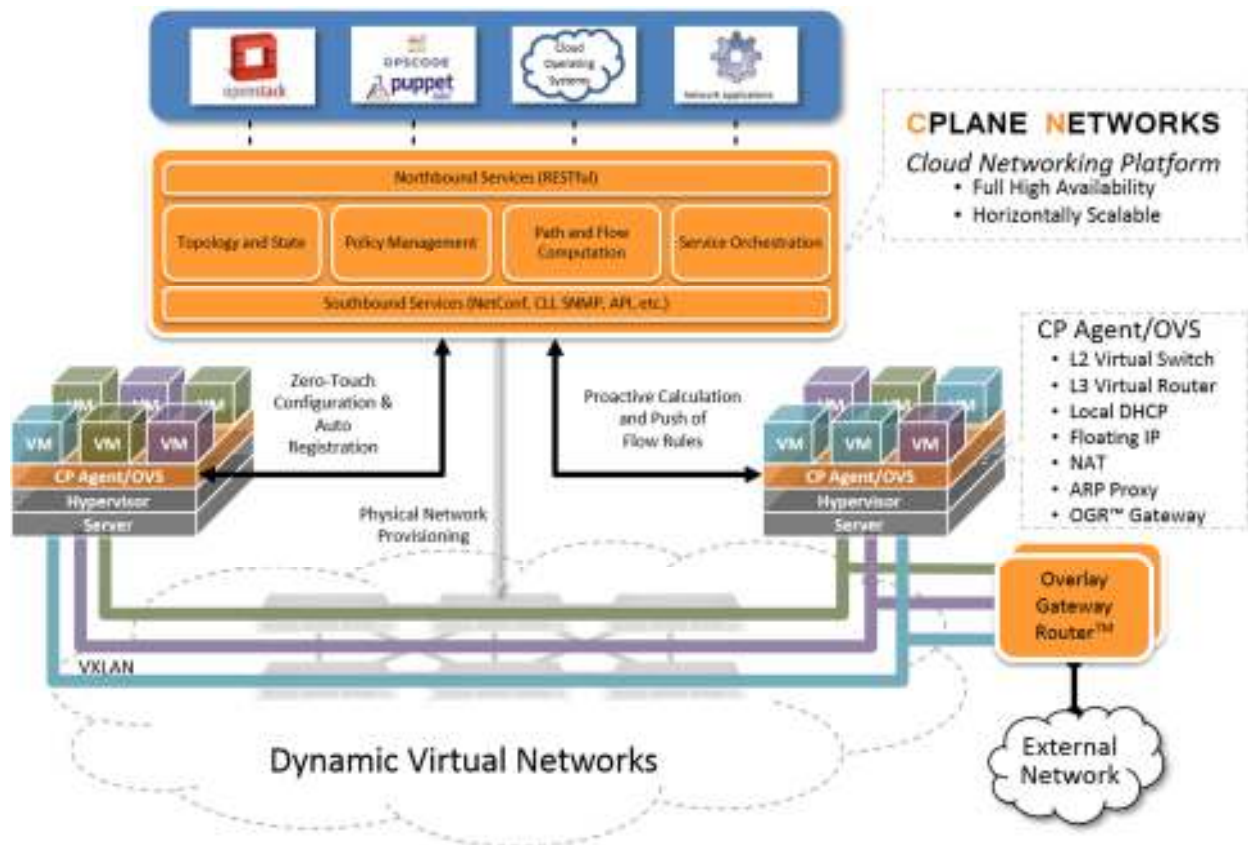 openstack
OPSCODE
puppet
labs
Cloud
Operating
Systems
Network Applications
CPLANE NETWORKS
Cloud Networking Platform
• Full High Availability
• Horizontally Scalable
Northbound Services (RESTful)
Topology and State
Policy Management
Path and Flow
Computation
Service Orchestration
Southbound Services (NetConf, CLI, SNMP, API, etc.)
CP Agent/OVS
• L2 Virtual Switch
• L3 Virtual Router
• Local DHCP
• Floating IP
• NAT
• ARP Proxy
• OGR™ Gateway
Zero-Touch
Configuration &
Auto
Registration
Proactive Calculation
and Push of
Flow Rules
VM VM VM
VM VM VM
CP Agent/OVS
Hypervisor
Server
VM VM VM
VM VM VM
CP Agent/OVS
Hypervisor
Server
Physical Network
Provisioning
Overlay
Gateway
Router™
VXLAN
Dynamic Virtual Networks
External
Network